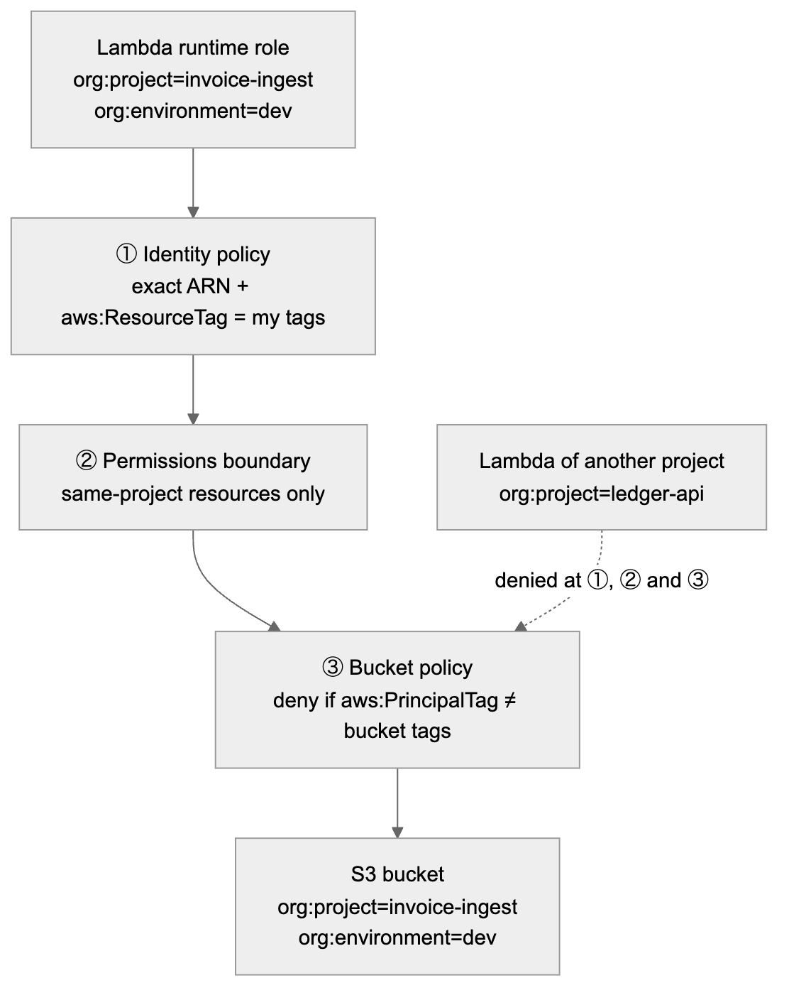 Lambda runtime role
org:project=invoice-ingest
org:environment=dev
① Identity policy
exact ARN +
aws:ResourceTag = my tags
② Permissions boundary
same-project resources only
Lambda of another project
org:project=ledger-api
denied at ①, ② and ③
③ Bucket policy
deny if aws:PrincipalTag ≠
bucket tags
S3 bucket
org:project=invoice-ingest
org:environment=dev